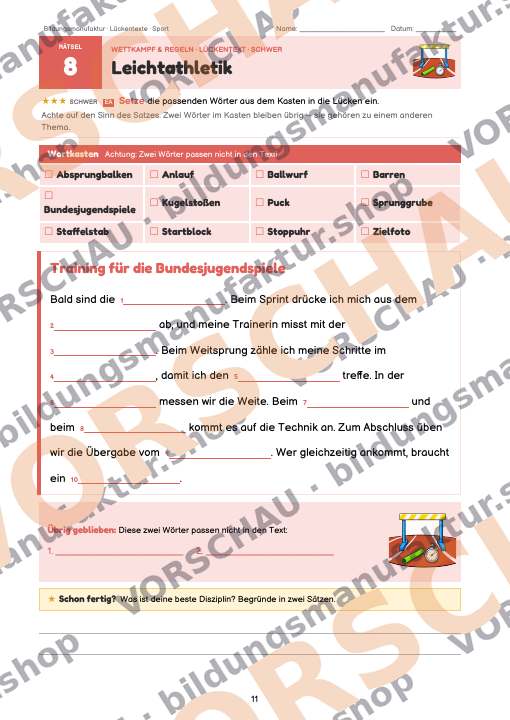 Bildungsmanufaktur · Lückentexte · Sport Name: Datum:
RÄTSEL
8
WETTKAMPF & REGELN · LÜCKENTEXT · SCHWER
Leichtathletik
★★★ SCHWER EA Setze die passenden Wörter aus dem Kasten in die Lücken ein.
Achte auf den Sinn des Satzes. Zwei Wörter im Kasten bleiben übrig – sie gehören zu einem anderen
Thema.
Wortkasten Achtung: Zwei Wörter passen nicht in den Text!
☐ Absprungbalken ☐ Anlauf ☐ Ballwurf ☐ Barren
☐ Bundesjugendspiele ☐ Kugelstoßen ☐ Puck ☐ Sprunggrube
☐ Staffelstab ☐ Startblock ☐ Stoppuhr ☐ Zielfoto
Training für die Bundesjugendspiele
Bald sind die 1 . Beim Sprint drücke ich mich aus dem
2 ab, und meine Trainerin misst mit der
3 . Beim Weitsprung zähle ich meine Schritte im
4 , damit ich den 5 treffe. In der
6 messen wir die Weite. Beim 7 und
beim 8 kommt es auf die Technik an. Zum Abschluss üben
wir die Übergabe vom 9 . Wer gleichzeitig ankommt, braucht
ein 10 .
Übrig geblieben: Diese zwei Wörter passen nicht in den Text:
1. 2.
★ Schon fertig? Was ist deine beste Disziplin? Begründe in zwei Sätzen.
11
VORSCHAU · bildungsmanufaktur.shop